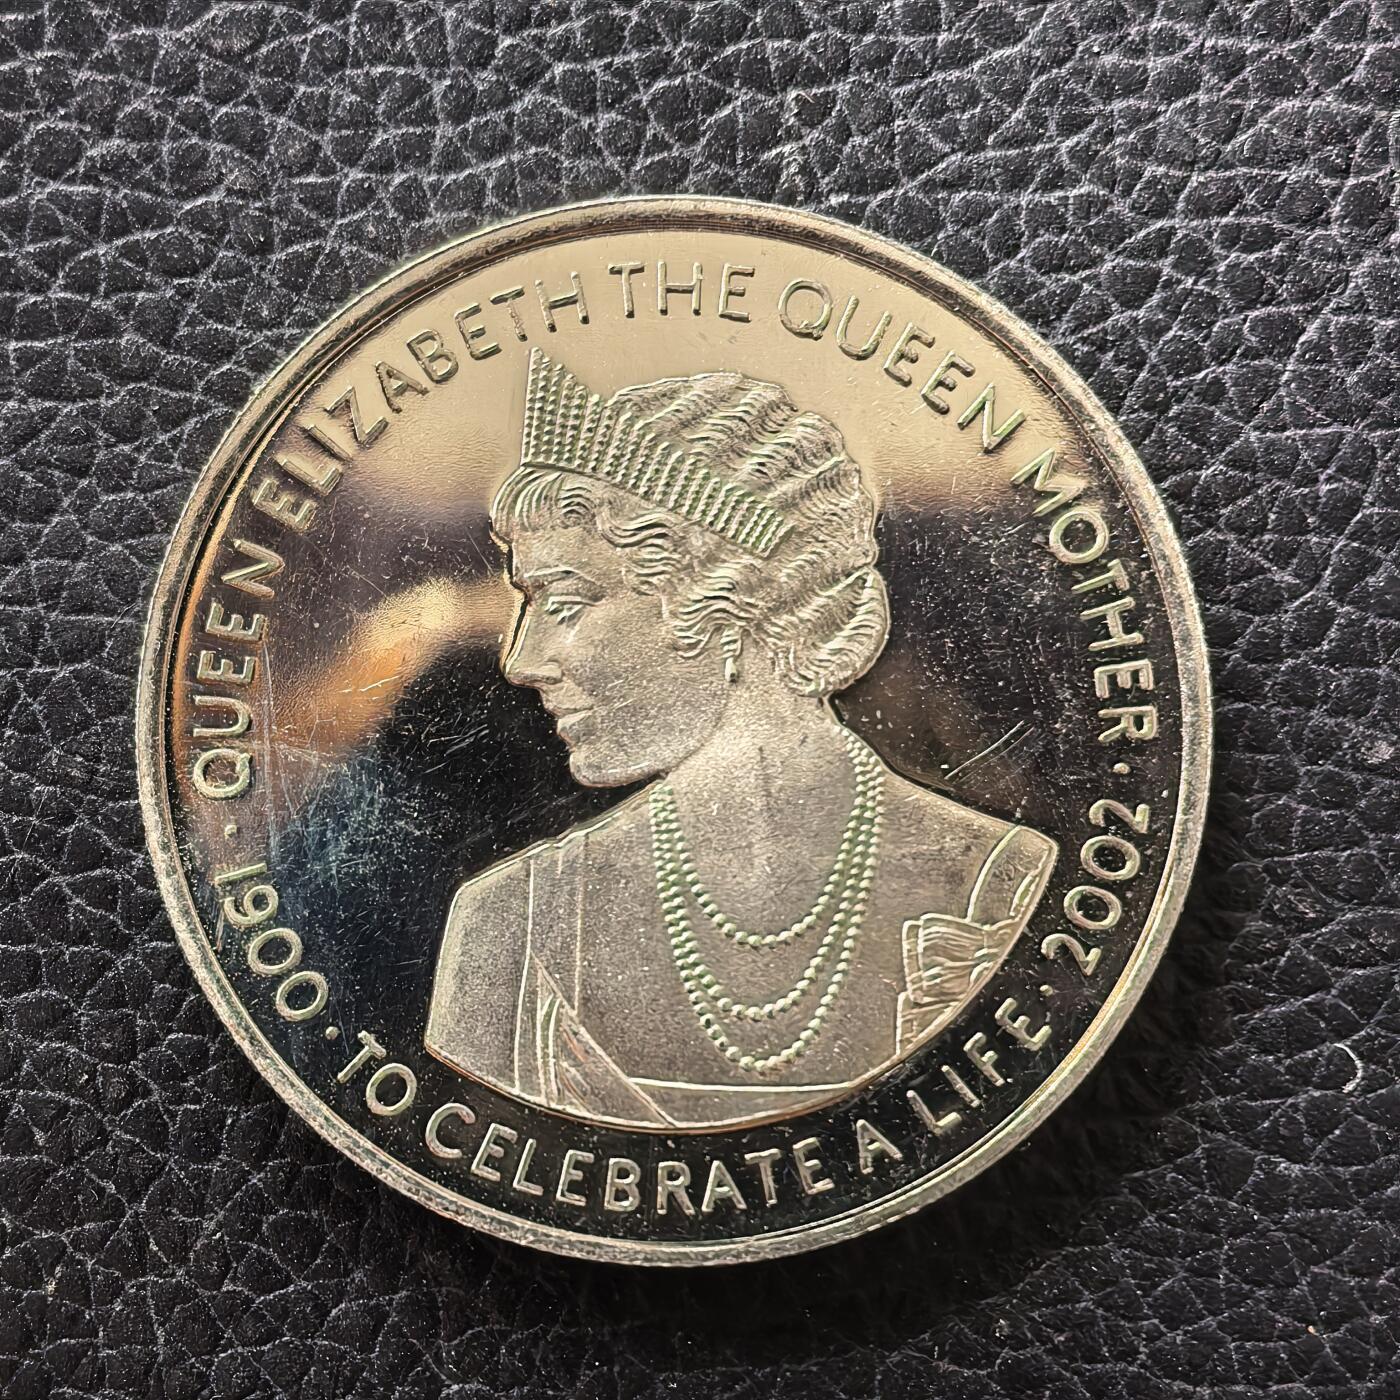 QUEEN ELIZABETH THE QUEEN MOTHER
1900 · TO CELEBRATE A LIFE · 2002